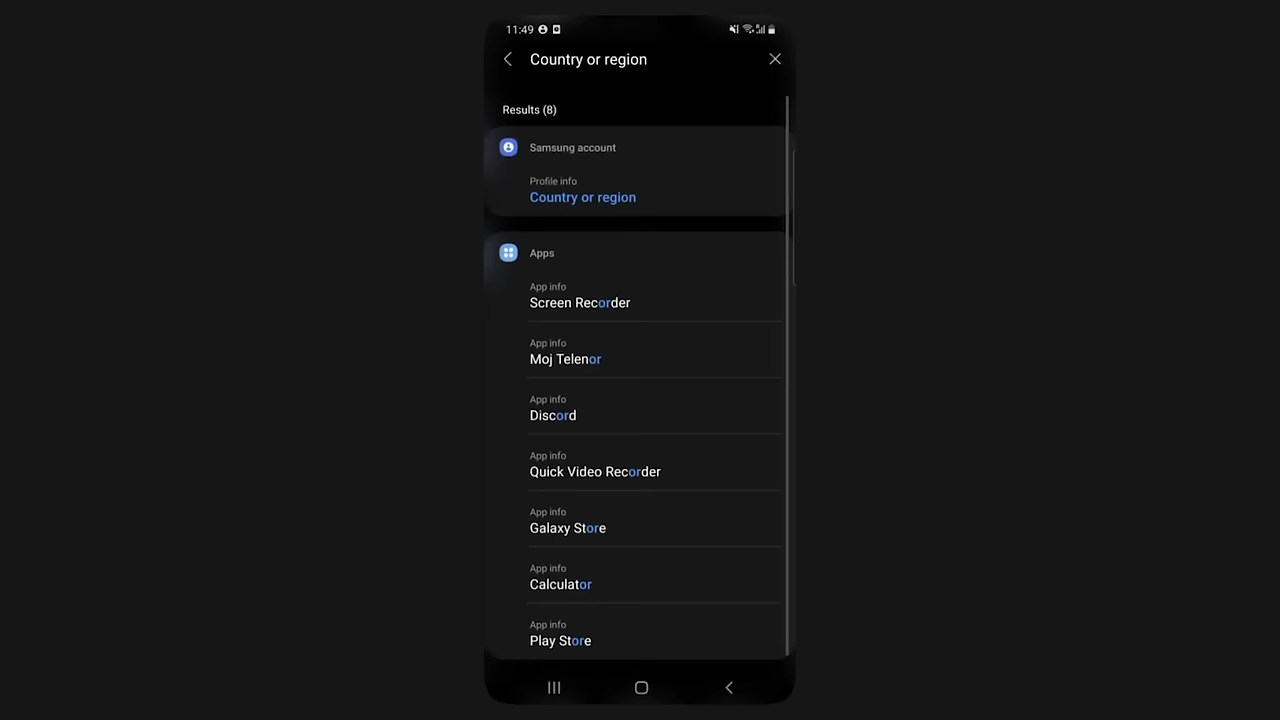 11:49
Country or region
Results (8)
Samsung account
Profile info
Country or region
Apps
App info
Screen Recorder
App info
Moj Telenor
App info
Discord
App info
Quick Video Recorder
App info
Galaxy Store
App info
Calculator
App info
Play Store